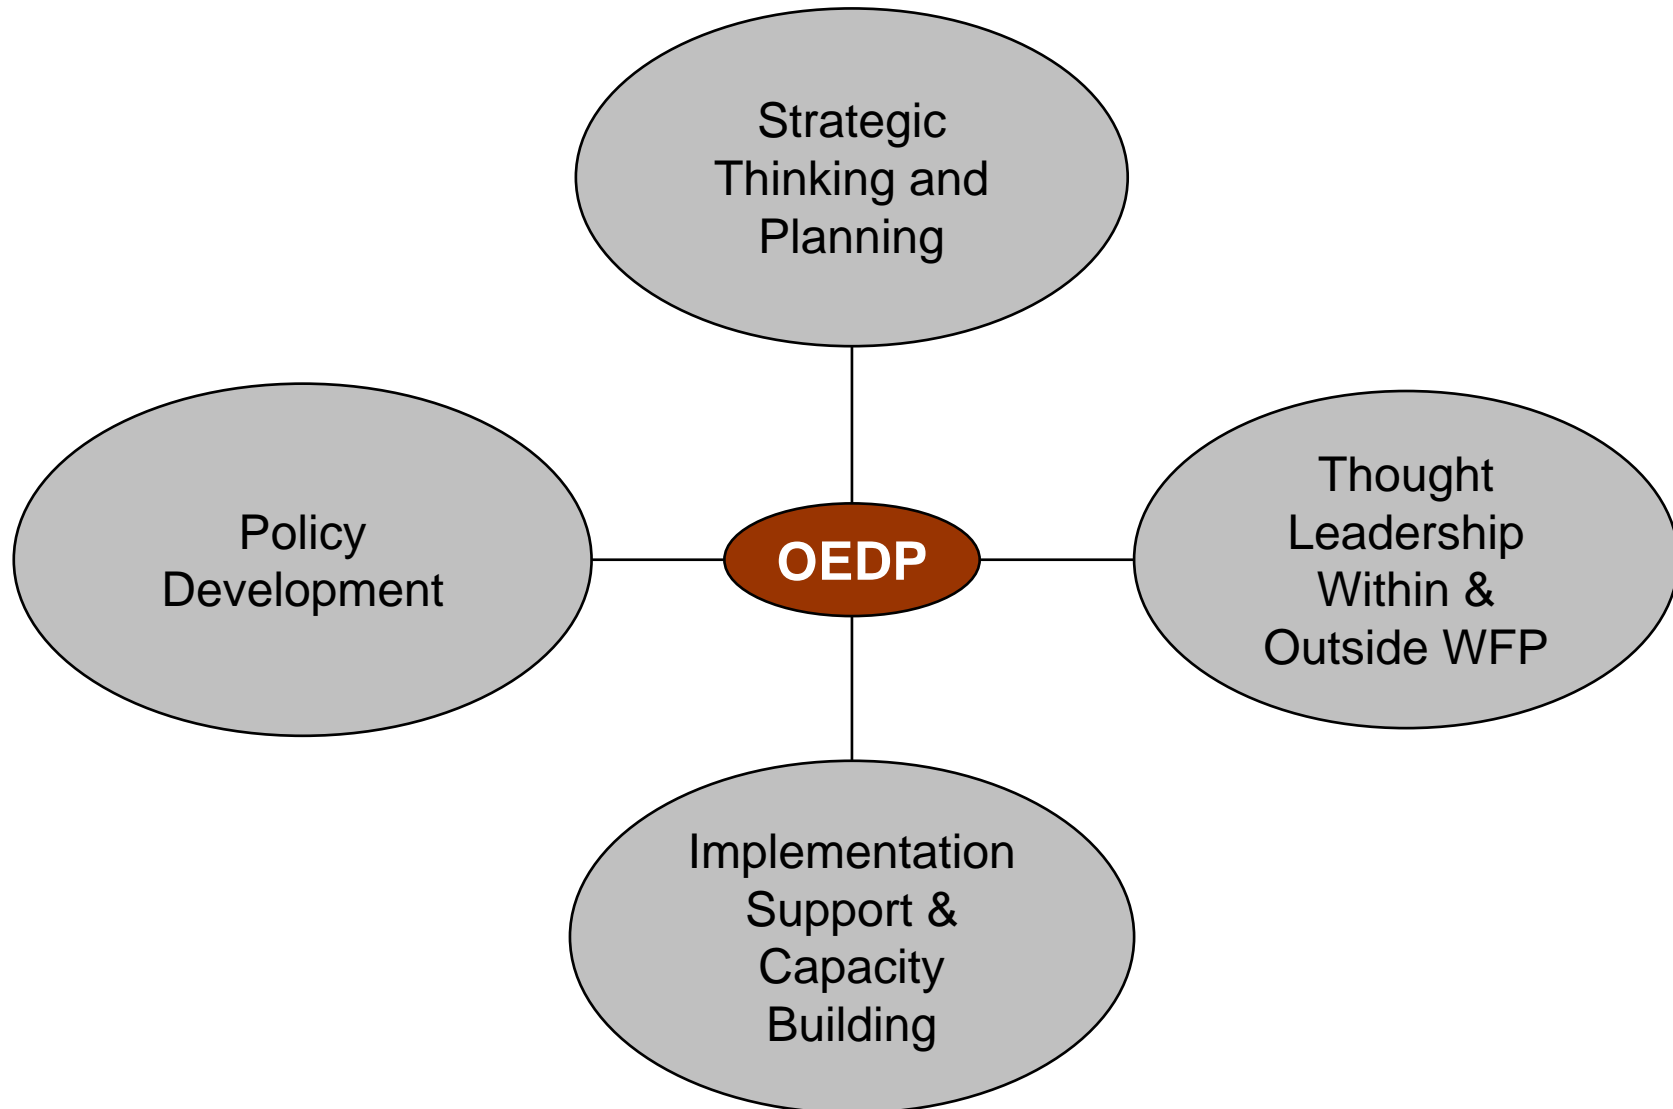 Strategic
Thinking and
Planning
Policy
Development
OEDP
Thought
Leadership
Within &
Outside WFP
Implementation
Support &
Capacity
Building